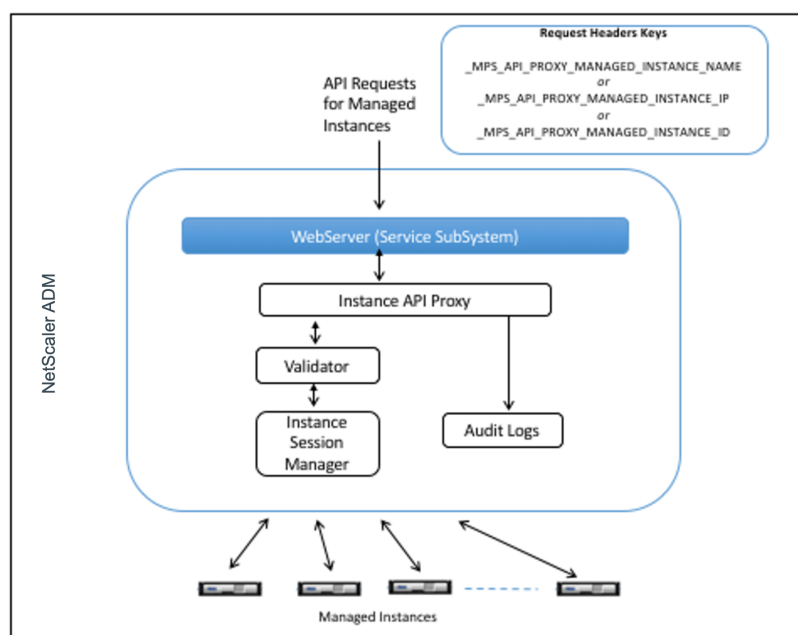 Request Headers Keys
_MPS_API_PROXY_MANAGED_INSTANCE_NAME
or
_MPS_API_PROXY_MANAGED_INSTANCE_IP
or
_MPS_API_PROXY_MANAGED_INSTANCE_ID
API Requests
for Managed
Instances
WebServer (Service SubSystem)
Instance API Proxy
Validator
Instance
Session
Manager
Audit Logs
NetScaler ADM
Managed Instances